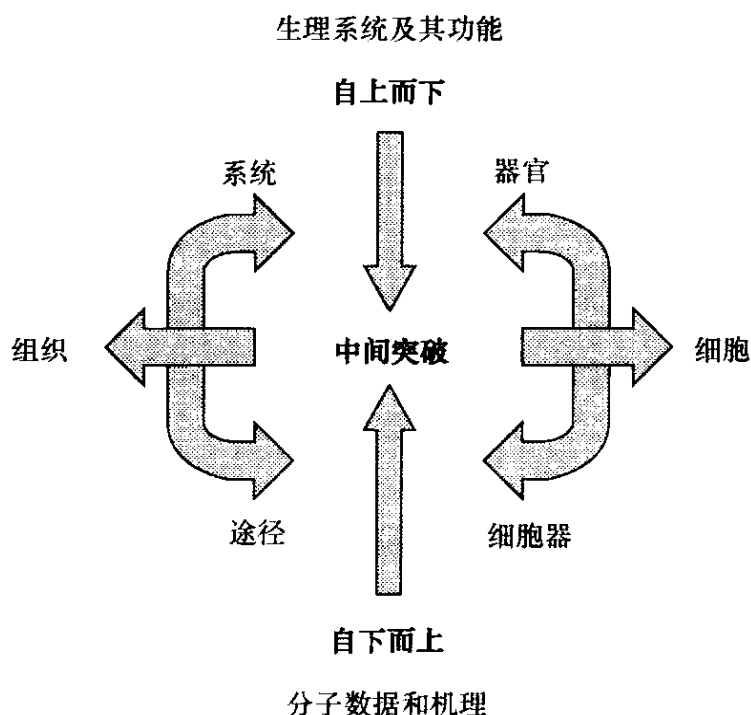 生理系统及其功能
自上而下
系统
器官
组织
中间突破
细胞
途径
细胞器
自下而上
分子数据和机理